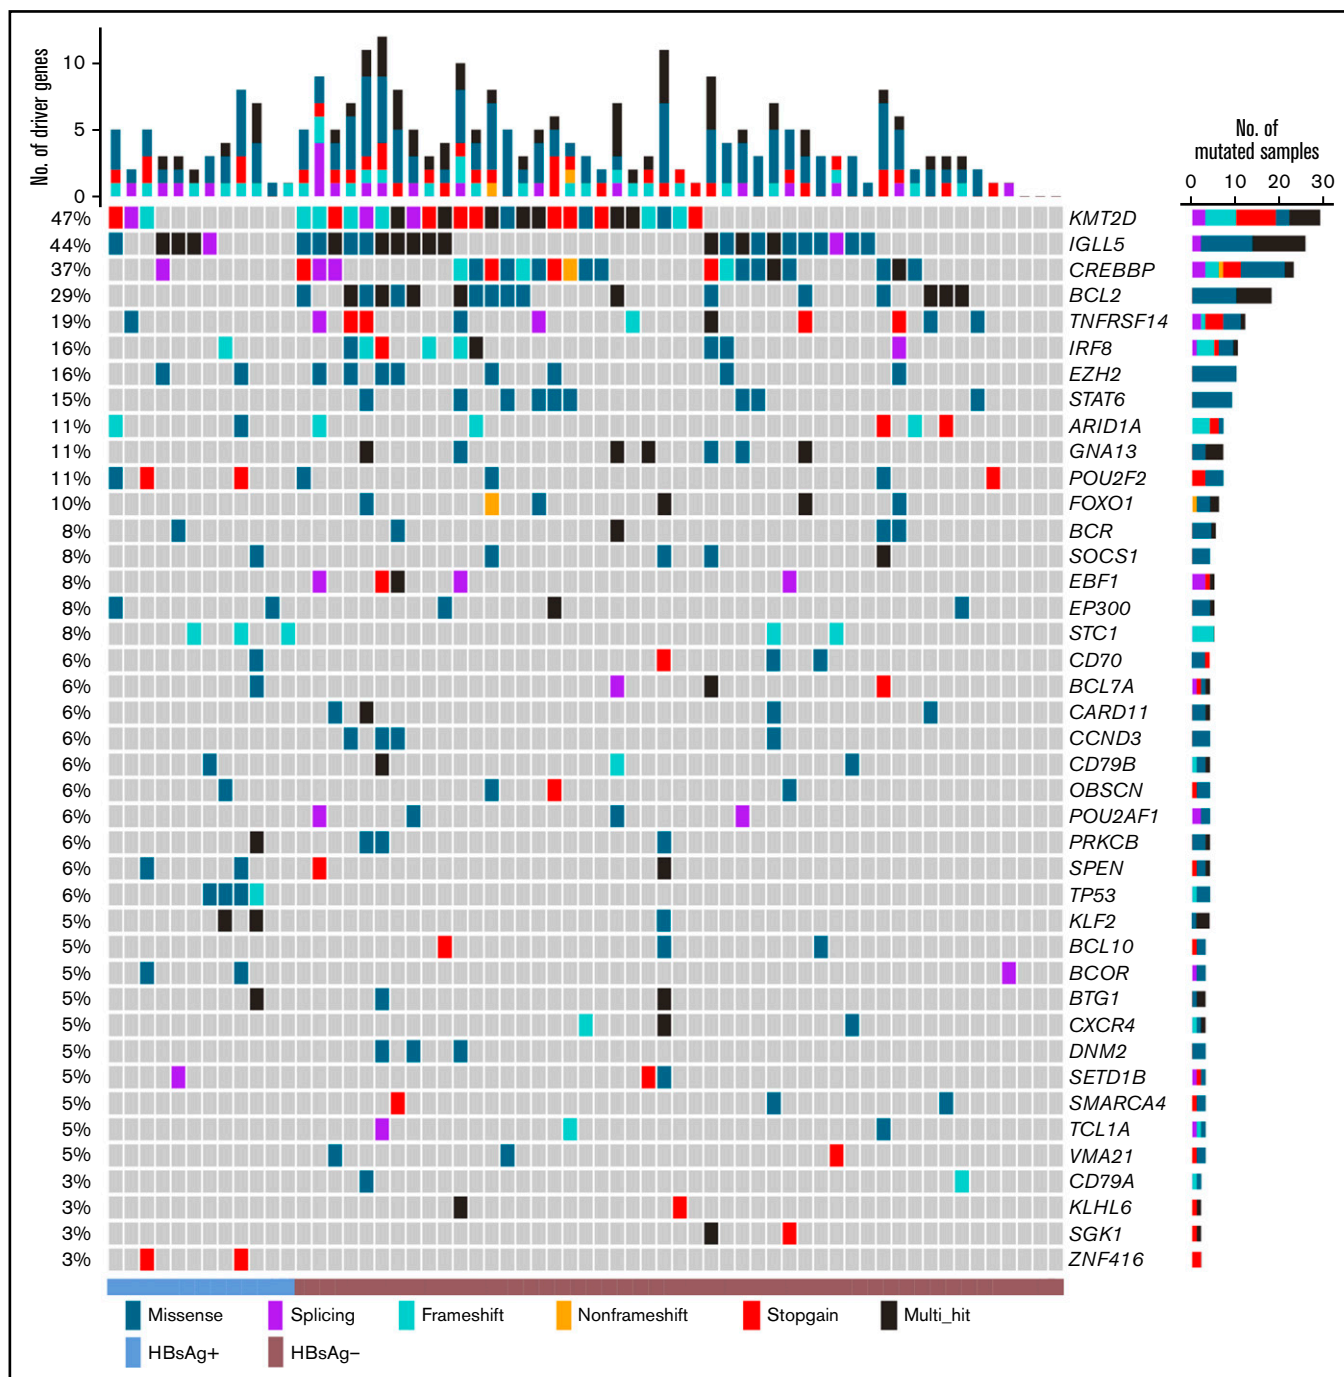 No. of driver genes
10
5
0
No. of
mutated samples
0 10 20 30
47% KMT2D
44% IGLL5
37% CREBBP
29% BCL2
19% TNFRSF14
16% IRF8
16% EZH2
15% STAT6
11% ARID1A
11% GNA13
11% POU2F2
10% FOXO1
8% BCR
8% SOCS1
8% EBF1
8% EP300
8% STC1
6% CD70
6% BCL7A
6% CARD11
6% CCND3
6% CD79B
6% OBSCN
6% POU2AF1
6% PRKCB
6% SPEN
6% TP53
5% KLF2
5% BCL10
5% BCOR
5% BTG1
5% CXCR4
5% DNM2
5% SETD1B
5% SMARCA4
5% TCL1A
5% VMA21
3% CD79A
3% KLHL6
3% SGK1
3% ZNF416
Missense Splicing Frameshift Nonframeshift Stopgain Multi_hit
HBsAg+ HBsAg−